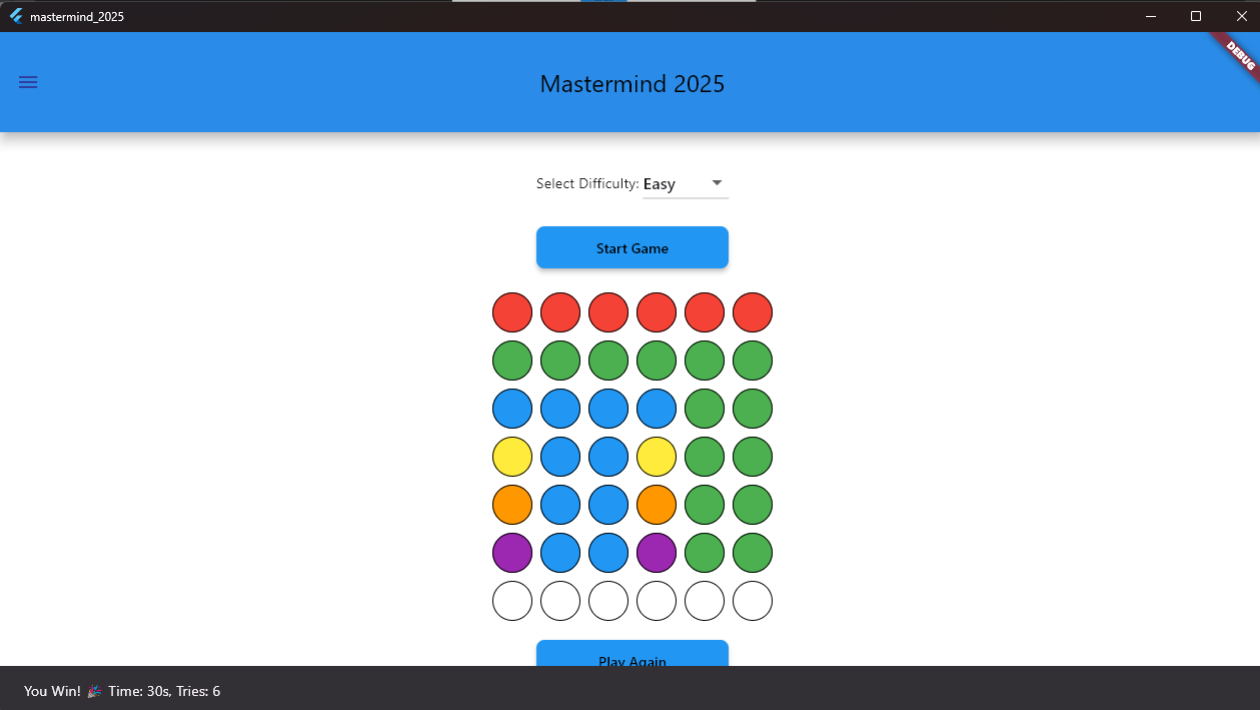 mastermind_2025
DEBUG
Mastermind 2025
Select Difficulty: Easy
Start Game
Play Again
You Win! 🎉 Time: 30s, Tries: 6